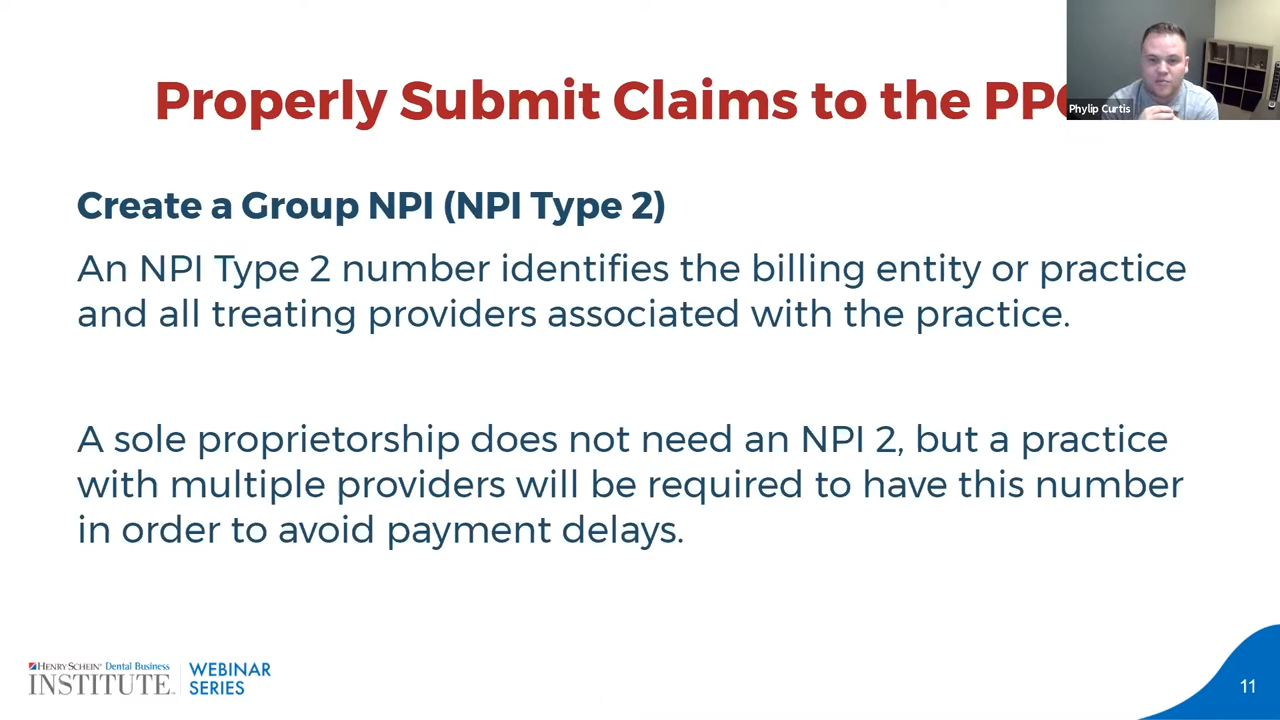 Properly Submit Claims to the PP
Phylip Curtis
Create a Group NPI (NPI Type 2)
An NPI Type 2 number identifies the billing entity or practice
and all treating providers associated with the practice.
A sole proprietorship does not need an NPI 2, but a practice
with multiple providers will be required to have this number
in order to avoid payment delays.
HENRY SCHEIN® Dental Business
INSTITUTE™
WEBINAR
SERIES
11